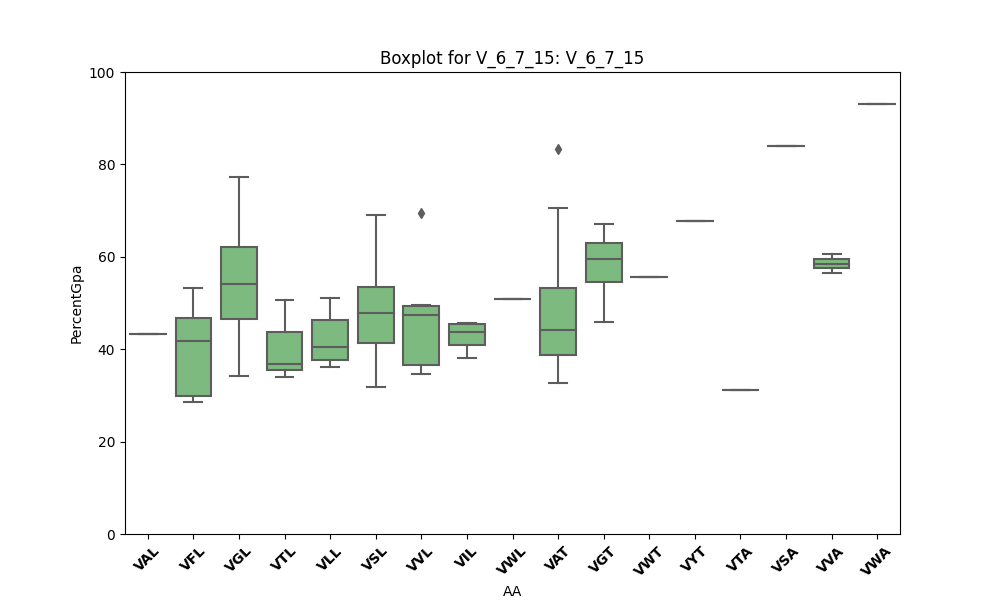 Boxplot for V_6_7_15: V_6_7_15
100
80
60
40
20
0
PercentGpa
VAL VFL VGL VTL VLL VSL VVL VIL VWL VAT VGT VWT VYT VTA VSA VVA VWA
AA